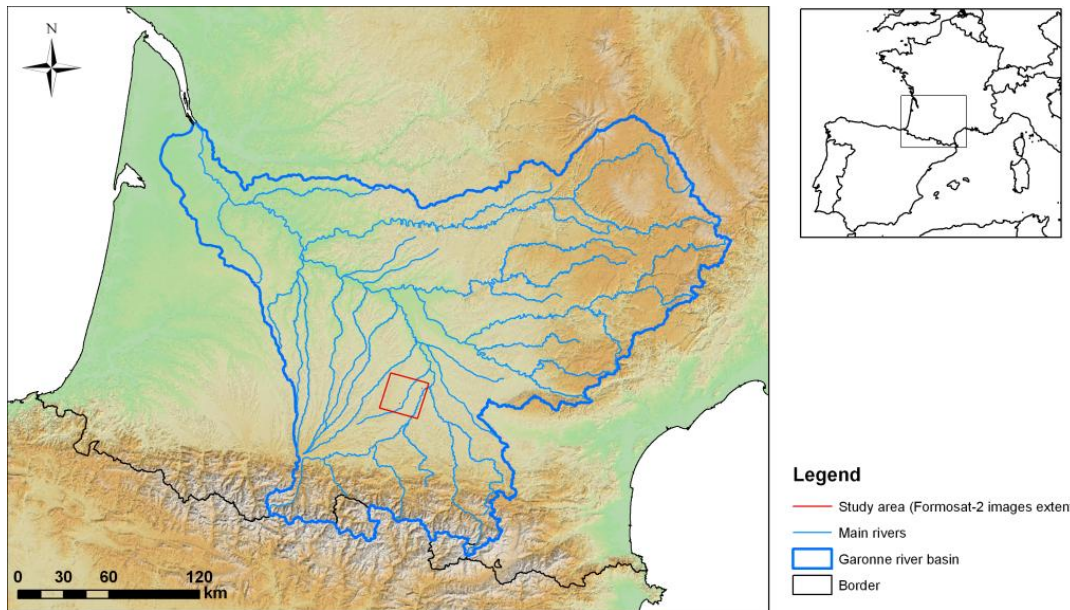 N
0 30 60 120
km
Legend
Study area (Formosat-2 images exten
Main rivers
Garonne river basin
Border